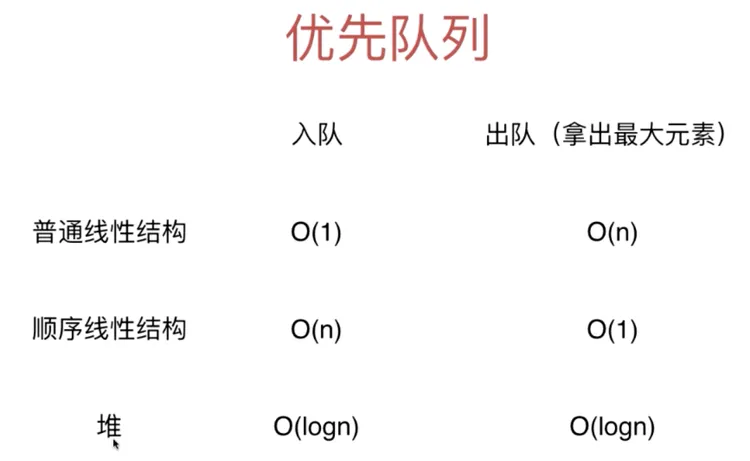 优先队列
入队 出队（拿出最大元素）
普通线性结构 O(1) O(n)
顺序线性结构 O(n) O(1)
堆 O(logn) O(logn)